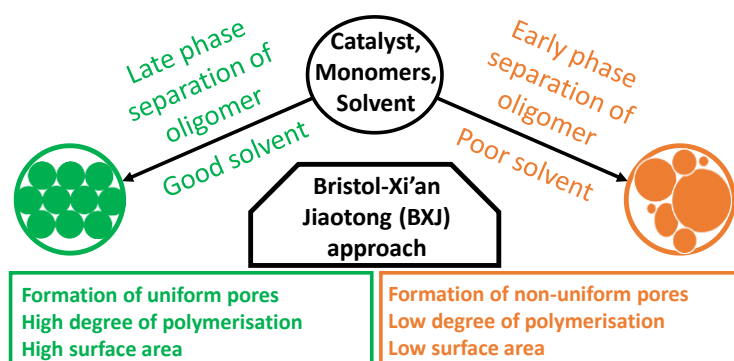 Late phase
separation of
oligomer
Good solvent
Catalyst,
Monomers,
Solvent
Early phase
separation of
oligomer
Poor solvent
Bristol-Xi’an
Jiaotong (BXJ)
approach
Formation of uniform pores
High degree of polymerisation
High surface area
Formation of non-uniform pores
Low degree of polymerisation
Low surface area